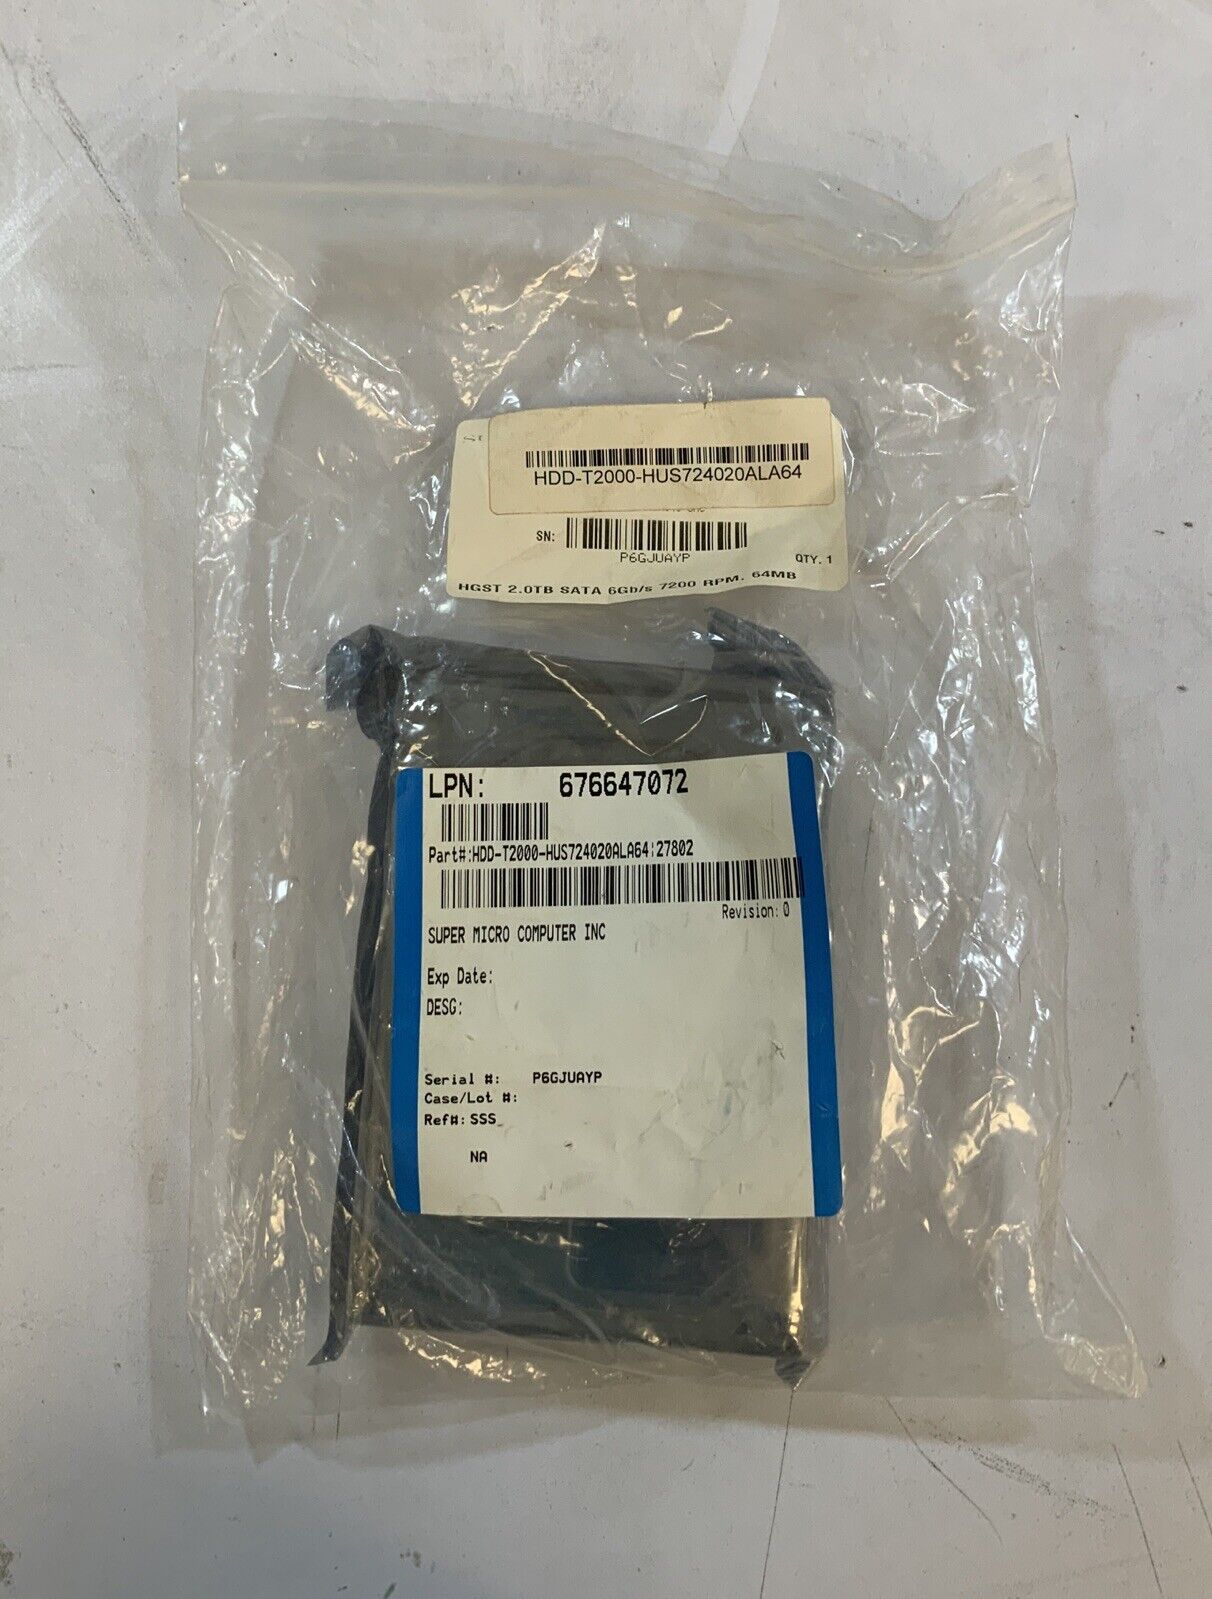 HDD-T2000-HUS724020ALA64
SN:
P6GJUAYP
QTY. 1
HGST 2.0TB SATA 6Gb/s 7200 RPM. 64MB
LPN: 676647072
Part#:HDD-T2000-HUS724020ALA64¦27802
Revision: 0
SUPER MICRO COMPUTER INC
Exp Date:
DESG:
Serial #: P6GJUAYP
Case/Lot #:
Ref#: SSS_
NA